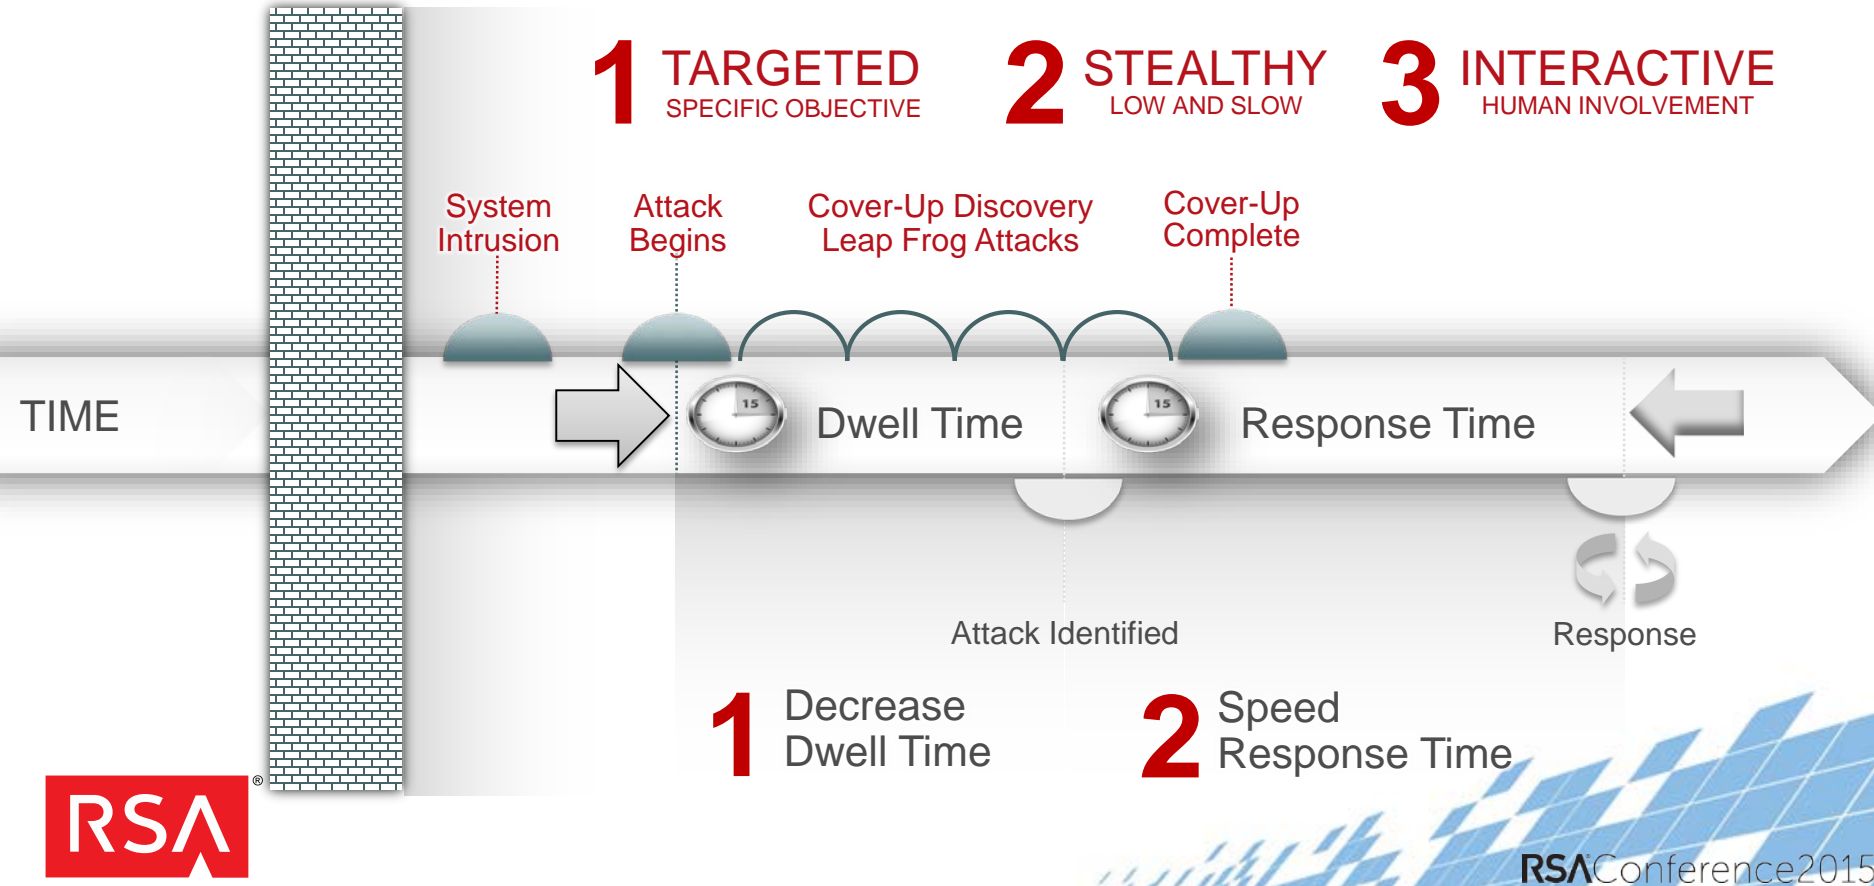 1 TARGETED
SPECIFIC OBJECTIVE
2 STEALTHY
LOW AND SLOW
3 INTERACTIVE
HUMAN INVOLVEMENT
System
Intrusion
Attack
Begins
Cover-Up Discovery
Leap Frog Attacks
Cover-Up
Complete
TIME
15
Dwell Time
15
Response Time
Attack Identified
Response
1 Decrease
Dwell Time
2 Speed
Response Time
RSA®
RSAConference2015